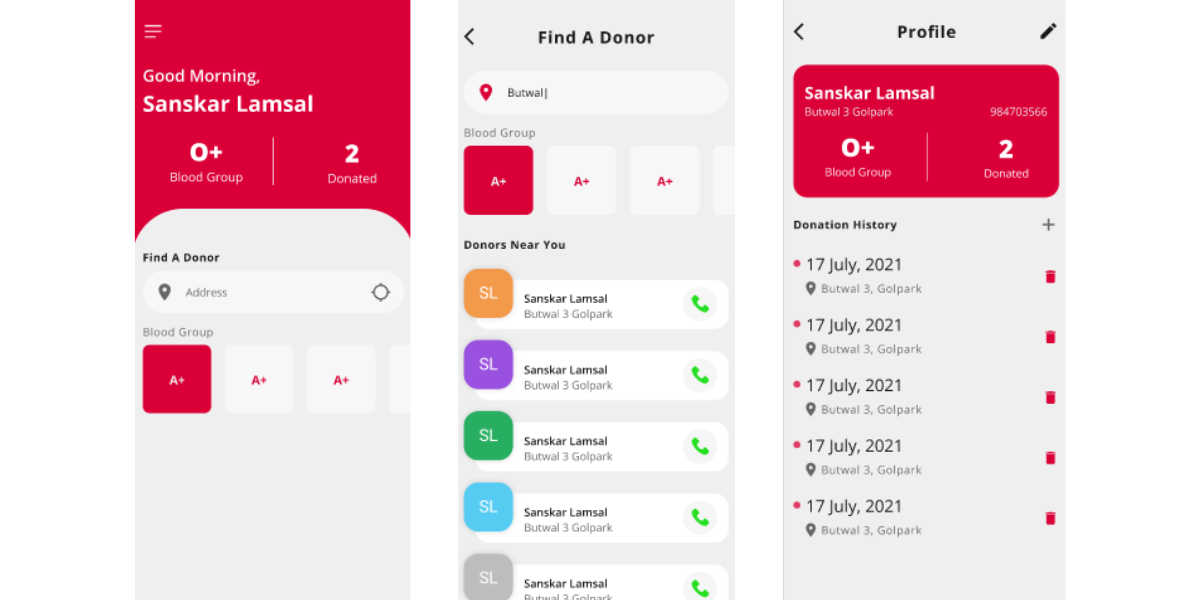 Good Morning,
Sanskar Lamsal
O+
Blood Group
2
Donated
Find A Donor
Address
Blood Group
A+
A+
A+
Find A Donor
Butwal|
Blood Group
A+
A+
A+
Donors Near You
SL
Sanskar Lamsal
Butwal 3 Golpark
SL
Sanskar Lamsal
Butwal 3 Golpark
SL
Sanskar Lamsal
Butwal 3 Golpark
SL
Sanskar Lamsal
Butwal 3 Golpark
SL
Sanskar Lamsal
Butwal 3 Golpark
Profile
Sanskar Lamsal
Butwal 3 Golpark
984703566
O+
Blood Group
2
Donated
Donation History
17 July, 2021
Butwal 3, Golpark
17 July, 2021
Butwal 3, Golpark
17 July, 2021
Butwal 3, Golpark
17 July, 2021
Butwal 3, Golpark
17 July, 2021
Butwal 3, Golpark